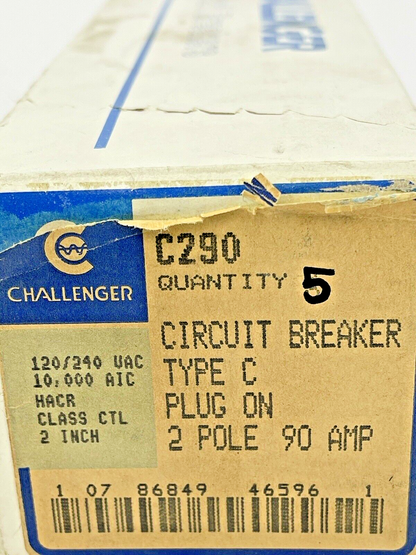 CHALLENGER
C290
QUANTITY 5
CHALLENGER
CIRCUIT BREAKER
TYPE C
PLUG ON
2 POLE 90 AMP
120/240 VAC
10,000 AIC
HACR
CLASS CTL
2 INCH
1 07 86849 46596 1